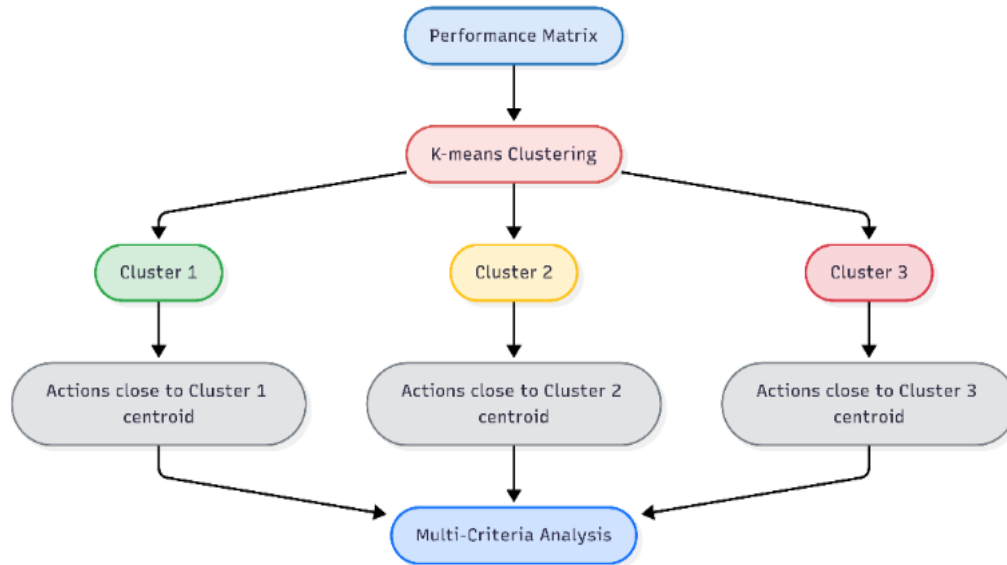 Performance Matrix
K-means Clustering
Cluster 1
Cluster 2
Cluster 3
Actions close to Cluster 1
centroid
Actions close to Cluster 2
centroid
Actions close to Cluster 3
centroid
Multi-Criteria Analysis